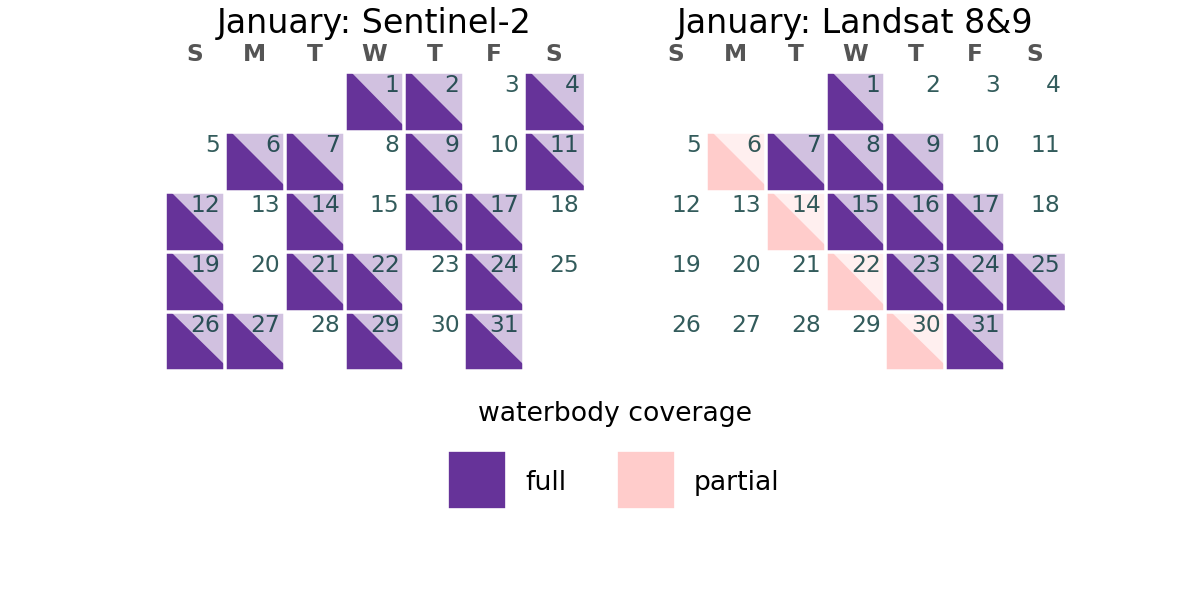 January: Sentinel-2
S M T W T F S
1 2 3 4
5 6 7 8 9 10 11
12 13 14 15 16 17 18
19 20 21 22 23 24 25
26 27 28 29 30 31
January: Landsat 8&9
S M T W T F S
1 2 3 4
5 6 7 8 9 10 11
12 13 14 15 16 17 18
19 20 21 22 23 24 25
26 27 28 29 30 31
waterbody coverage
full partial